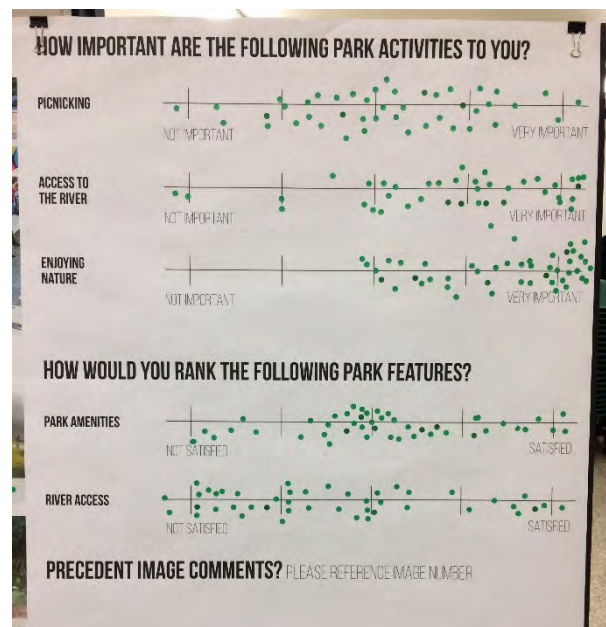 HOW IMPORTANT ARE THE FOLLOWING PARK ACTIVITIES TO YOU?
PICNICKING
NOT IMPORTANT
VERY IMPORTANT
ACCESS TO
THE RIVER
NOT IMPORTANT
VERY IMPORTANT
ENJOYING
NATURE
NOT IMPORTANT
VERY IMPORTANT
HOW WOULD YOU RANK THE FOLLOWING PARK FEATURES?
PARK AMENITIES
NOT SATISFIED
SATISFIED
RIVER ACCESS
NOT SATISFIED
SATISFIED
PRECEDENT IMAGE COMMENTS? PLEASE REFERENCE IMAGE NUMBER